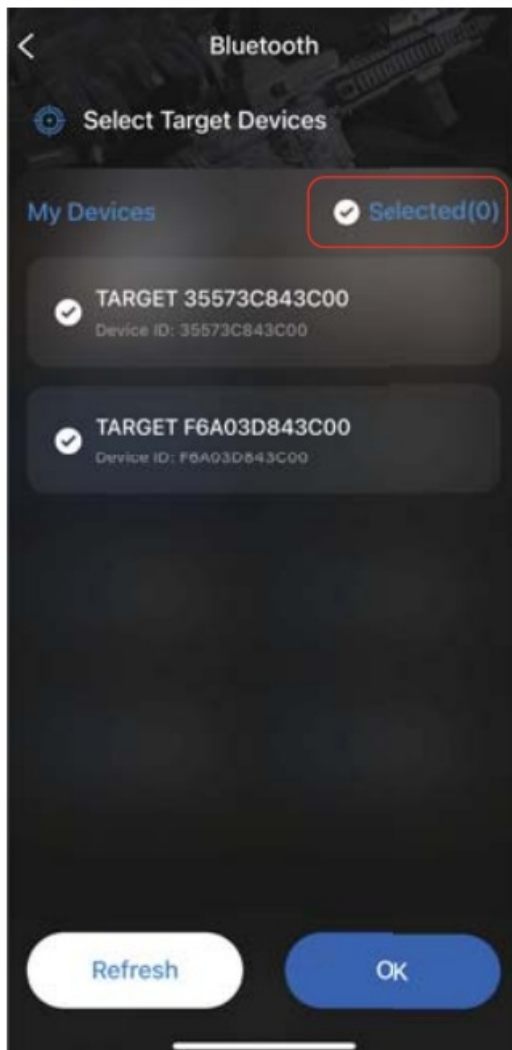 Bluetooth
Select Target Devices
My Devices Selected(0)
TARGET 35573C843C00
Device ID: 35573C843C00
TARGET F6A03D843C00
Device ID: F6A03D843C00
Refresh OK